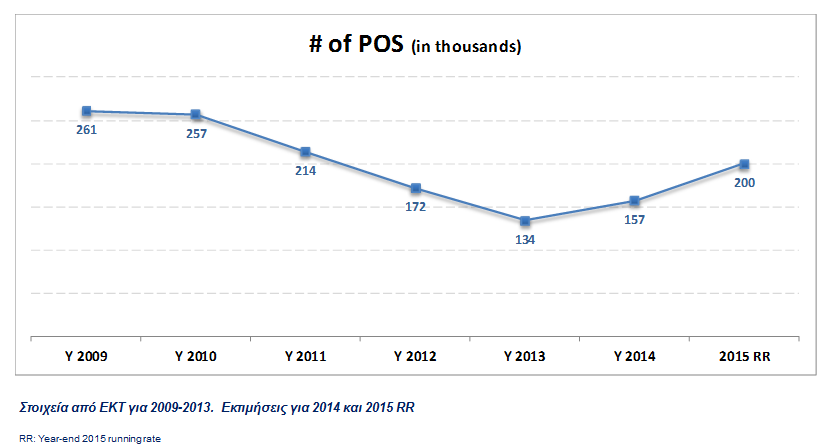 # of POS (in thousands)
261
257
214
172
134
157
200
Y 2009 Y 2010 Y 2011 Y 2012 Y 2013 Y 2014 2015 RR
Στοιχεία από ΕΚΤ για 2009-2013. Εκτιμήσεις για 2014 και 2015 RR
RR: Year-end 2015 running rate